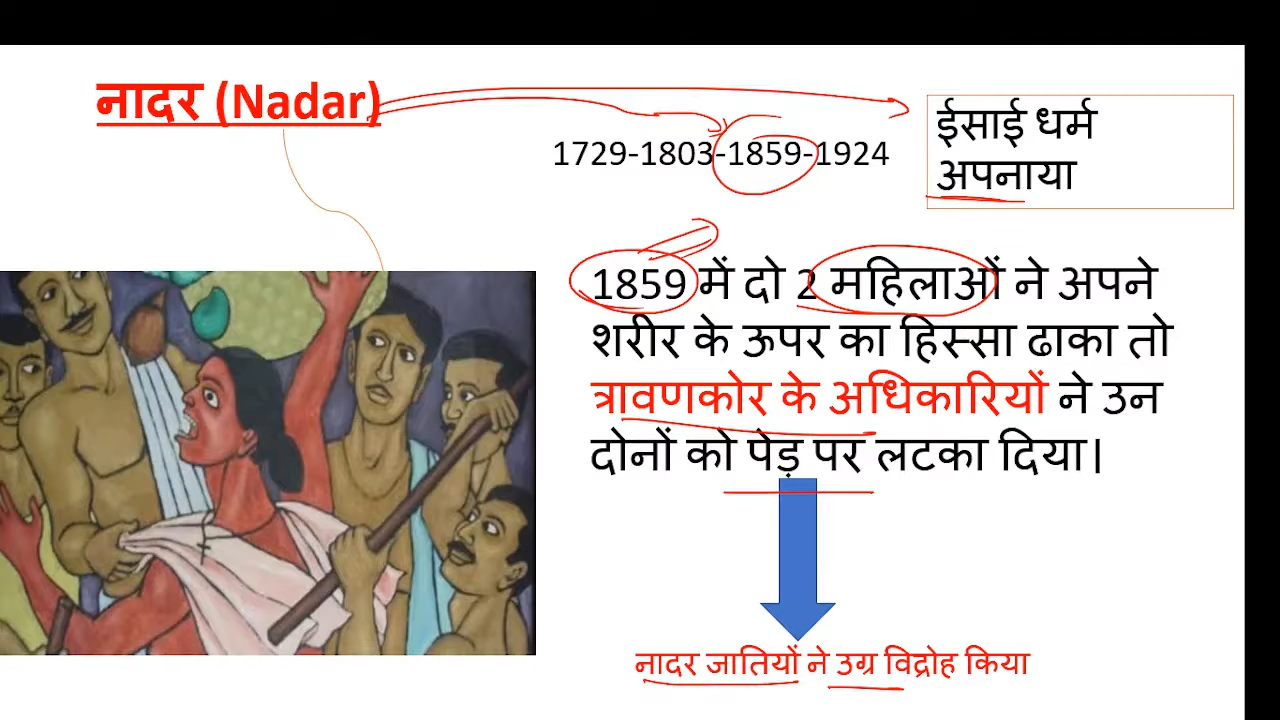 नादर (Nadar)
1729-1803-1859-1924
ईसाई धर्म
अपनाया
1859 में दो 2 महिलाओं ने अपने
शरीर के ऊपर का हिस्सा ढाका तो
त्रावणकोर के अधिकारियों ने उन
दोनों को पेड़ पर लटका दिया।
नादर जातियों ने उग्र विद्रोह किया